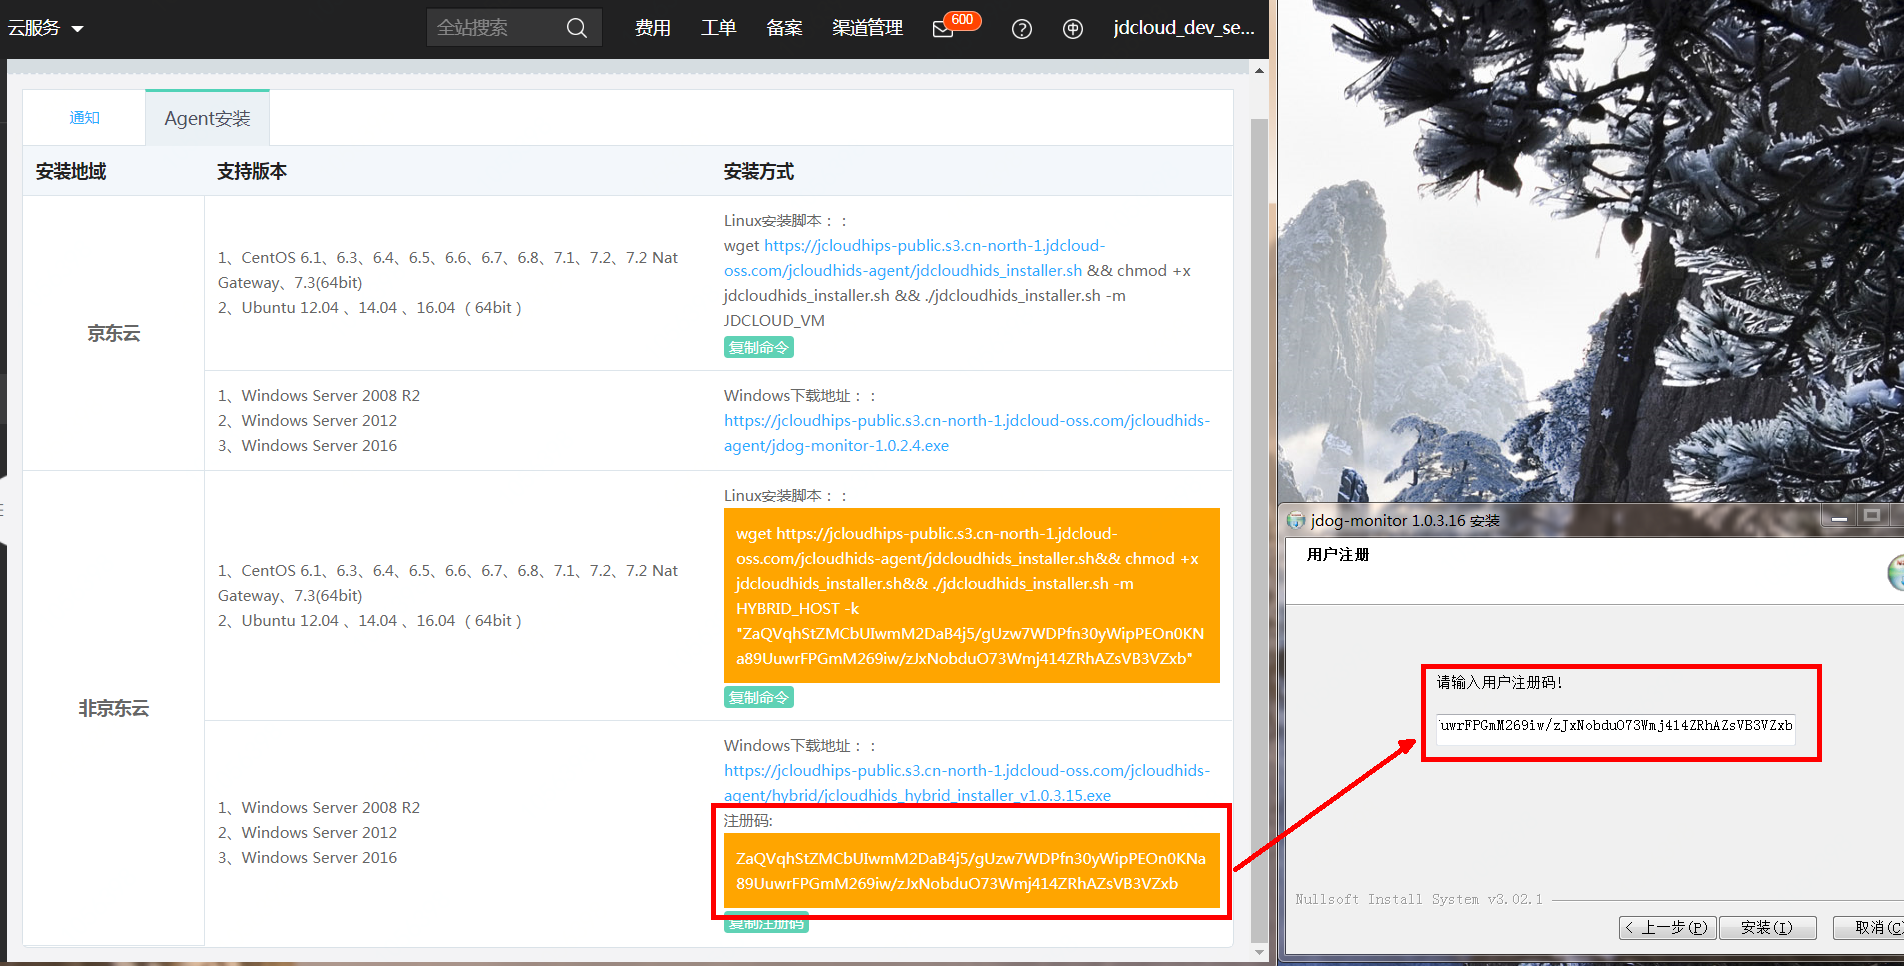 云服务
全站搜索
费用
工单
备案
渠道管理
600
jdcloud_dev_se...
通知
Agent安装
安装地域
支持版本
安装方式
京东云
1、CentOS 6.1、6.3、6.4、6.5、6.6、6.7、6.8、7.1、7.2、7.2 Nat
Gateway、7.3(64bit)
2、Ubuntu 12.04 、14.04 、16.04 （64bit）
Linux安装脚本：：
wget https://jcloudhips-public.s3.cn-north-1.jdcloud-
oss.com/jcloudhids-agent/jdcloudhids_installer.sh && chmod +x
jdcloudhids_installer.sh && ./jdcloudhids_installer.sh -m
JDCLOUD_VM
复制命令
1、Windows Server 2008 R2
2、Windows Server 2012
3、Windows Server 2016
Windows下载地址：：
https://jcloudhips-public.s3.cn-north-1.jdcloud-oss.com/jcloudhids-
agent/jdog-monitor-1.0.2.4.exe
非京东云
1、CentOS 6.1、6.3、6.4、6.5、6.6、6.7、6.8、7.1、7.2、7.2 Nat
Gateway、7.3(64bit)
2、Ubuntu 12.04 、14.04 、16.04 （64bit）
Linux安装脚本：：
wget https://jcloudhips-public.s3.cn-north-1.jdcloud-
oss.com/jcloudhids-agent/jdcloudhids_installer.sh&& chmod +x
jdcloudhids_installer.sh&& ./jdcloudhids_installer.sh -m
HYBRID_HOST -k
"ZaQVqhStZMCbUIwmM2DaB4j5/gUzw7WDPfn30yWipPEOn0KN
a89UuwrFPGmM269iw/zJxNobduO73Wmj414ZRhAZsVB3VZxb"
复制命令
1、Windows Server 2008 R2
2、Windows Server 2012
3、Windows Server 2016
Windows下载地址：：
https://jcloudhips-public.s3.cn-north-1.jdcloud-oss.com/jcloudhids-
agent/hybrid/jcloudhids_hybrid_installer_v1.0.3.15.exe
注册码:
ZaQVqhStZMCbUIwmM2DaB4j5/gUzw7WDPfn30yWipPEOn0KNa
89UuwrFPGmM269iw/zJxNobduO73Wmj414ZRhAZsVB3VZxb
复制注册码
jdog-monitor 1.0.3.16 安装
用户注册
请输入用户注册码!
uwrFPGmM269iw/zJxNobduO73Wmj414ZRhAZsVB3VZxb
Nullsoft Install System v3.02.1
< 上一步(P)
安装(I)
取消(C